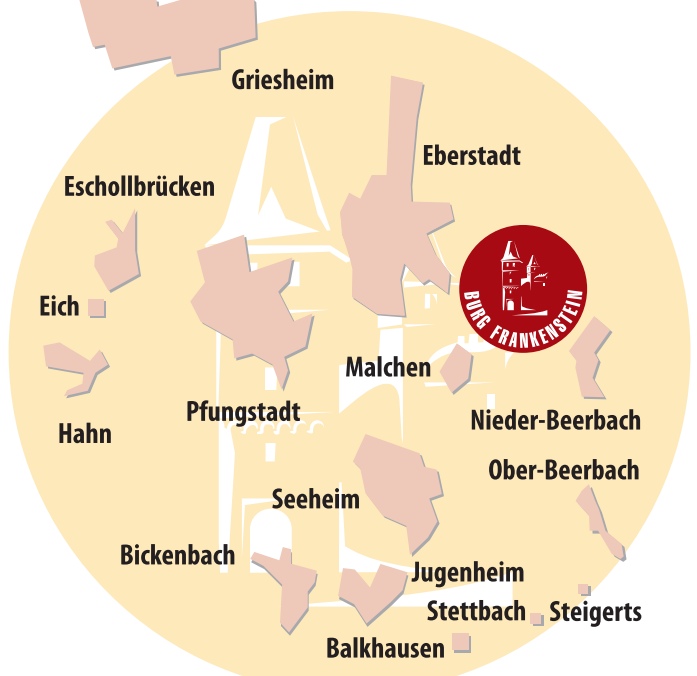 Griesheim
Eberstadt
Eschollbrücken
Eich
BURG FRANKENSTEIN
Malchen
Pfungstadt
Nieder-Beerbach
Hahn
Ober-Beerbach
Seeheim
Bickenbach
Jugenheim
Stettbach
Steigerts
Balkhausen